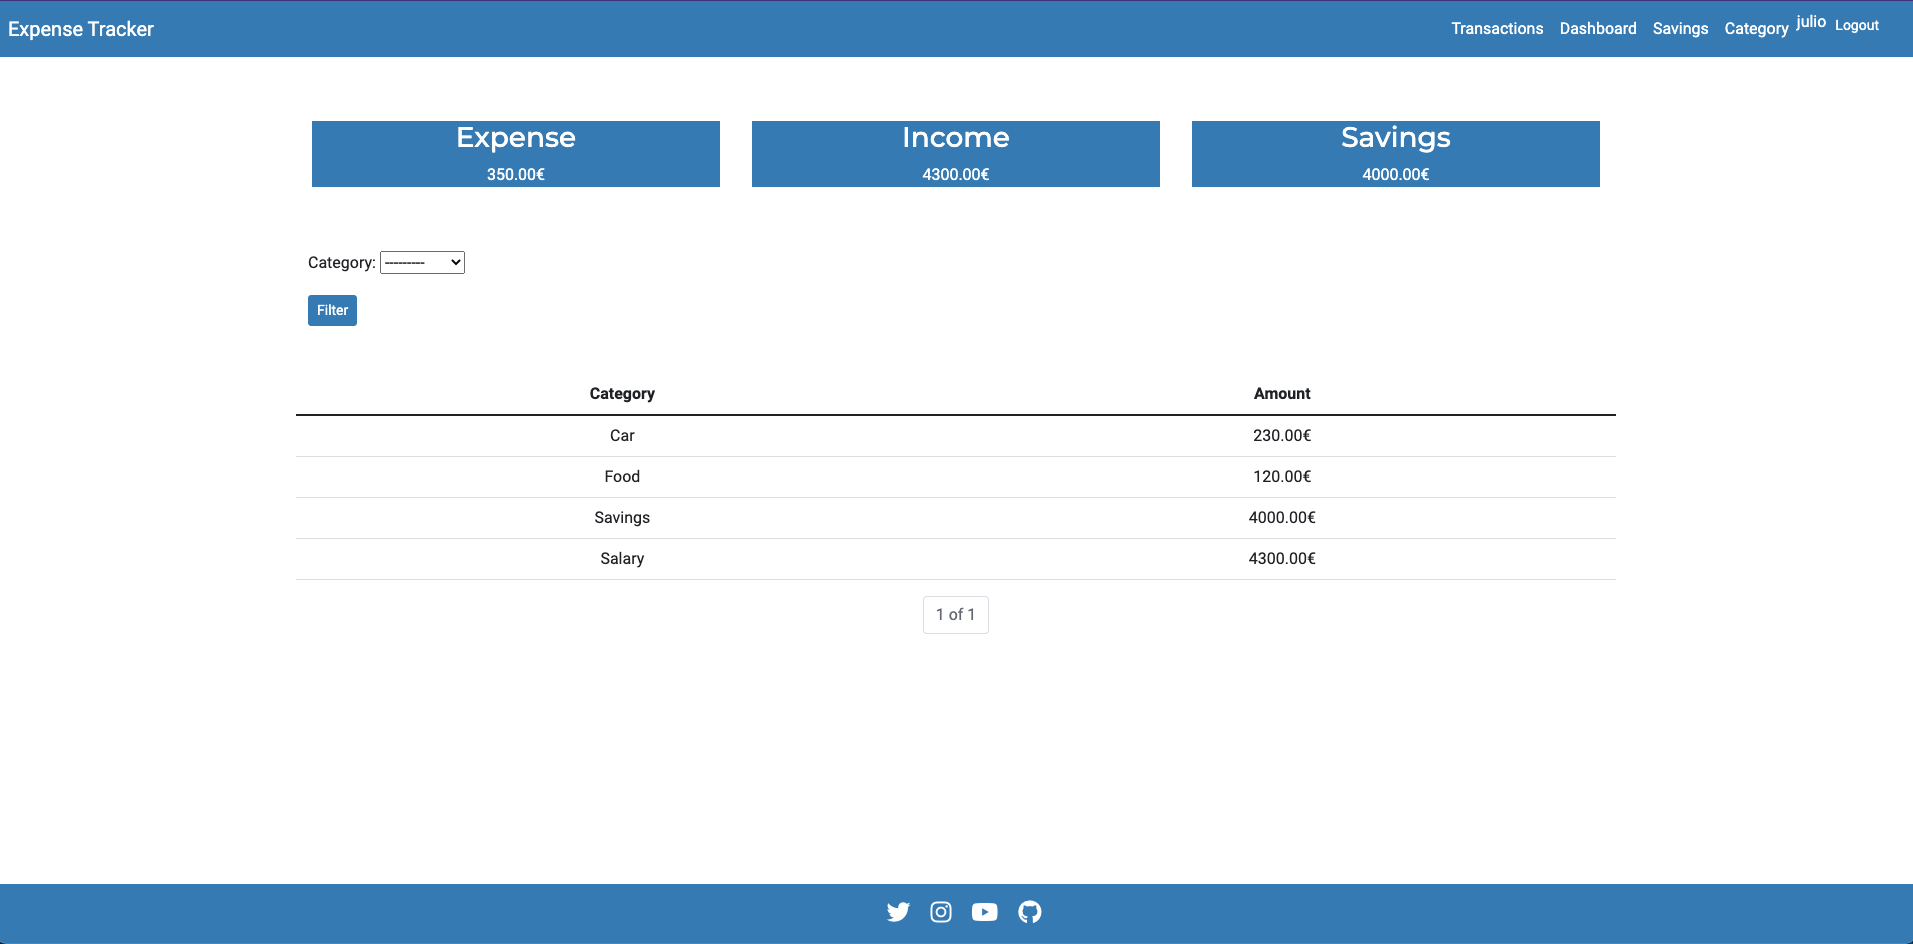 Expense Tracker
Transactions Dashboard Savings Category julio Logout
Expense Income Savings
350.00€ 4300.00€ 4000.00€
Category: ---------
Filter
Category Amount
Car 230.00€
Food 120.00€
Savings 4000.00€
Salary 4300.00€
1 of 1